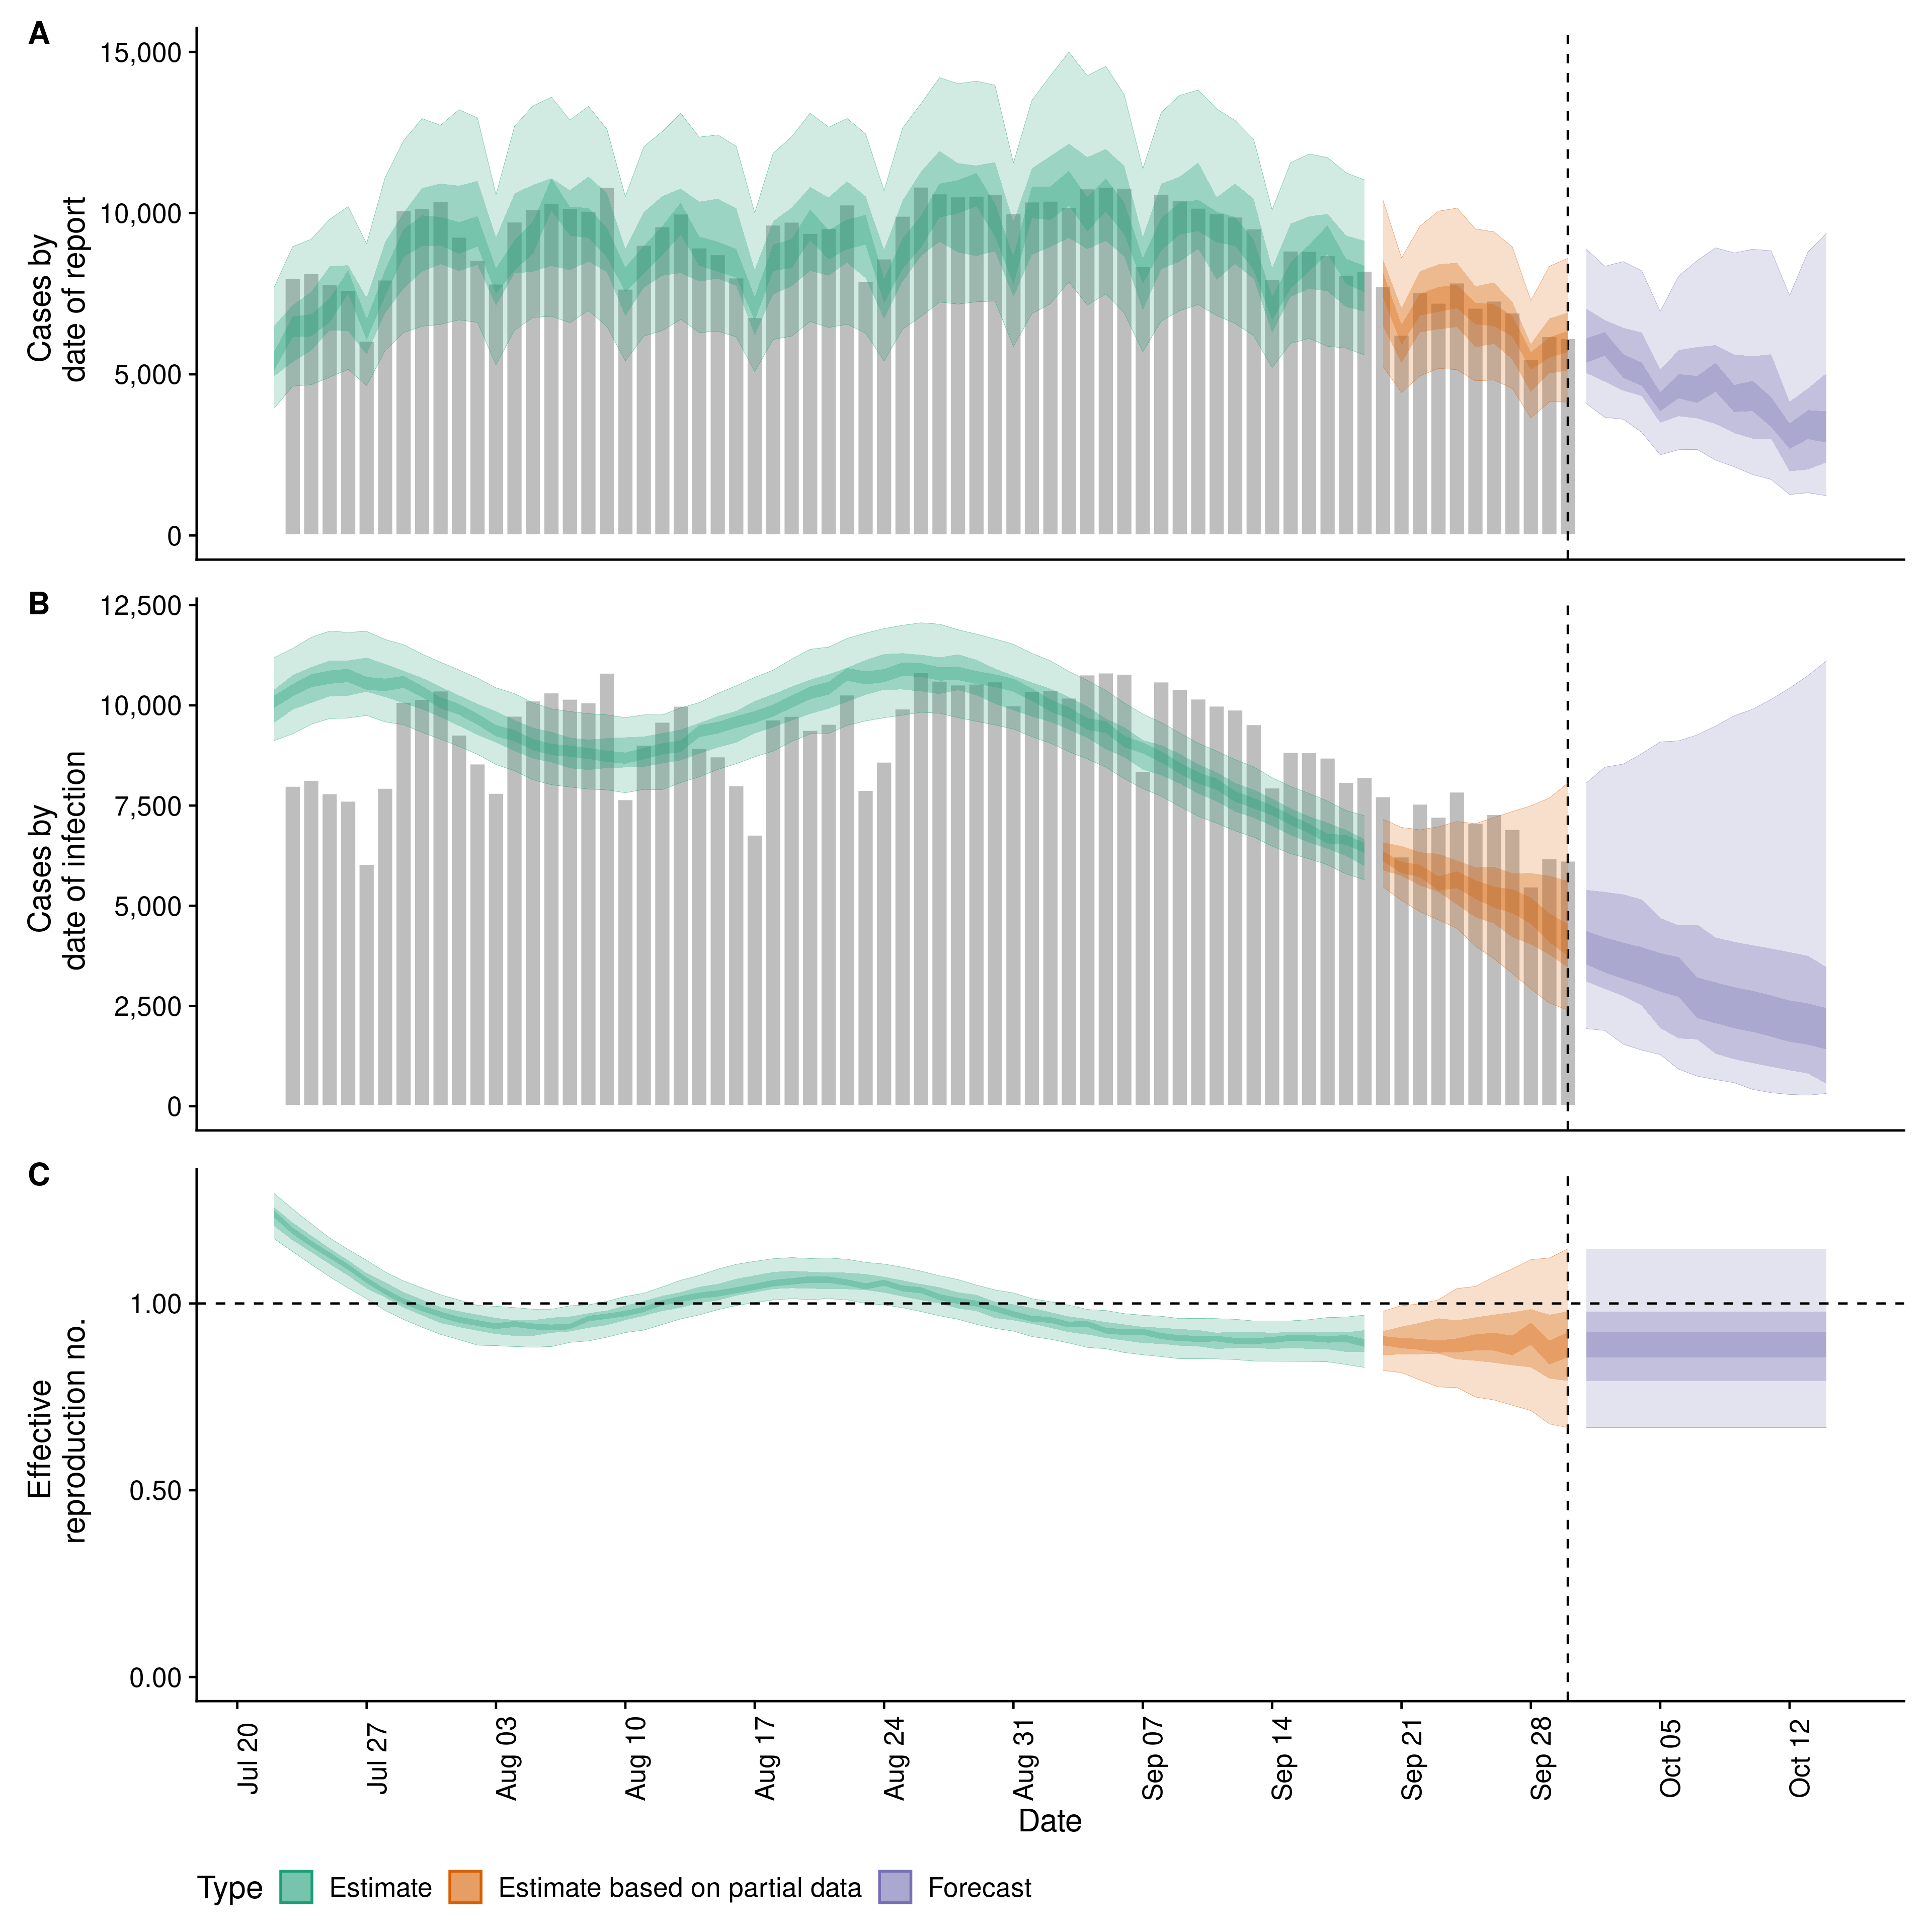 A
Cases by
date of report
15,000
10,000
5,000
0
B
Cases by
date of infection
12,500
10,000
7,500
5,000
2,500
0
C
Effective
reproduction no.
1.00
0.50
0.00
Jul 20
Jul 27
Aug 03
Aug 10
Aug 17
Aug 24
Aug 31
Sep 07
Sep 14
Sep 21
Sep 28
Oct 05
Oct 12
Date
Type Estimate Estimate based on partial data Forecast